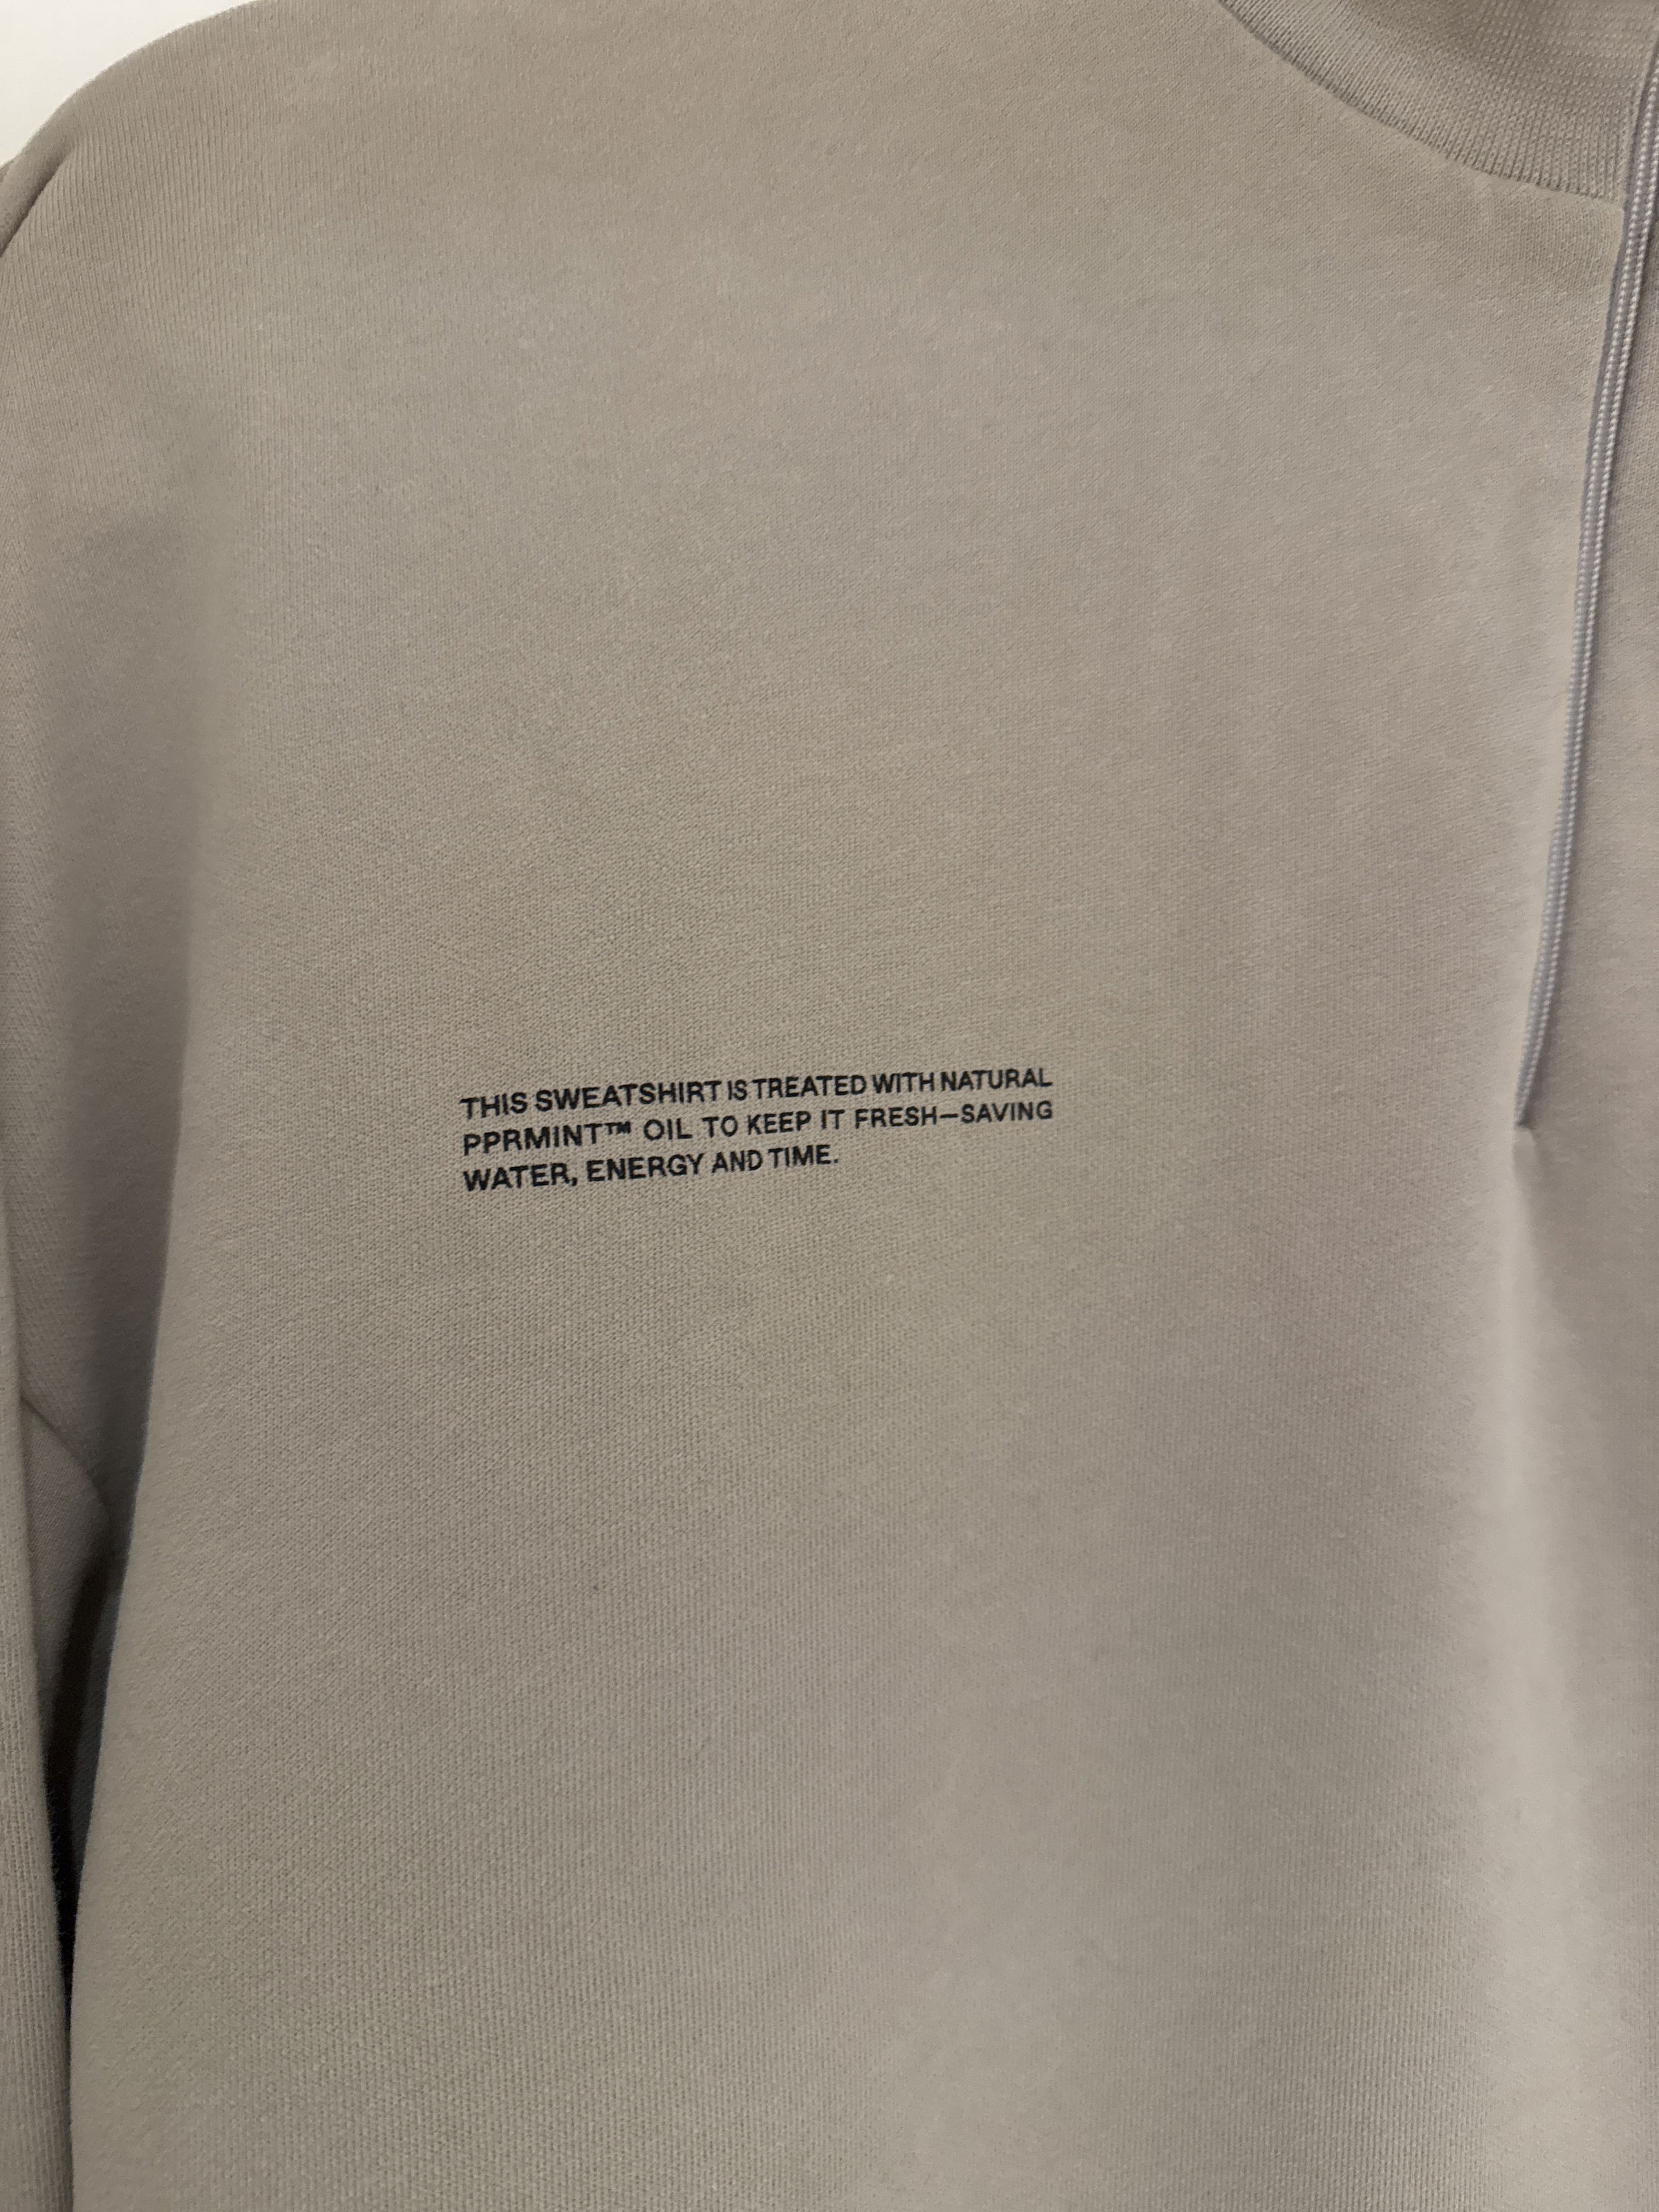 THIS SWEATSHIRT IS TREATED WITH NATURAL
PPRMINT™ OIL TO KEEP IT FRESH—SAVING
WATER, ENERGY AND TIME.